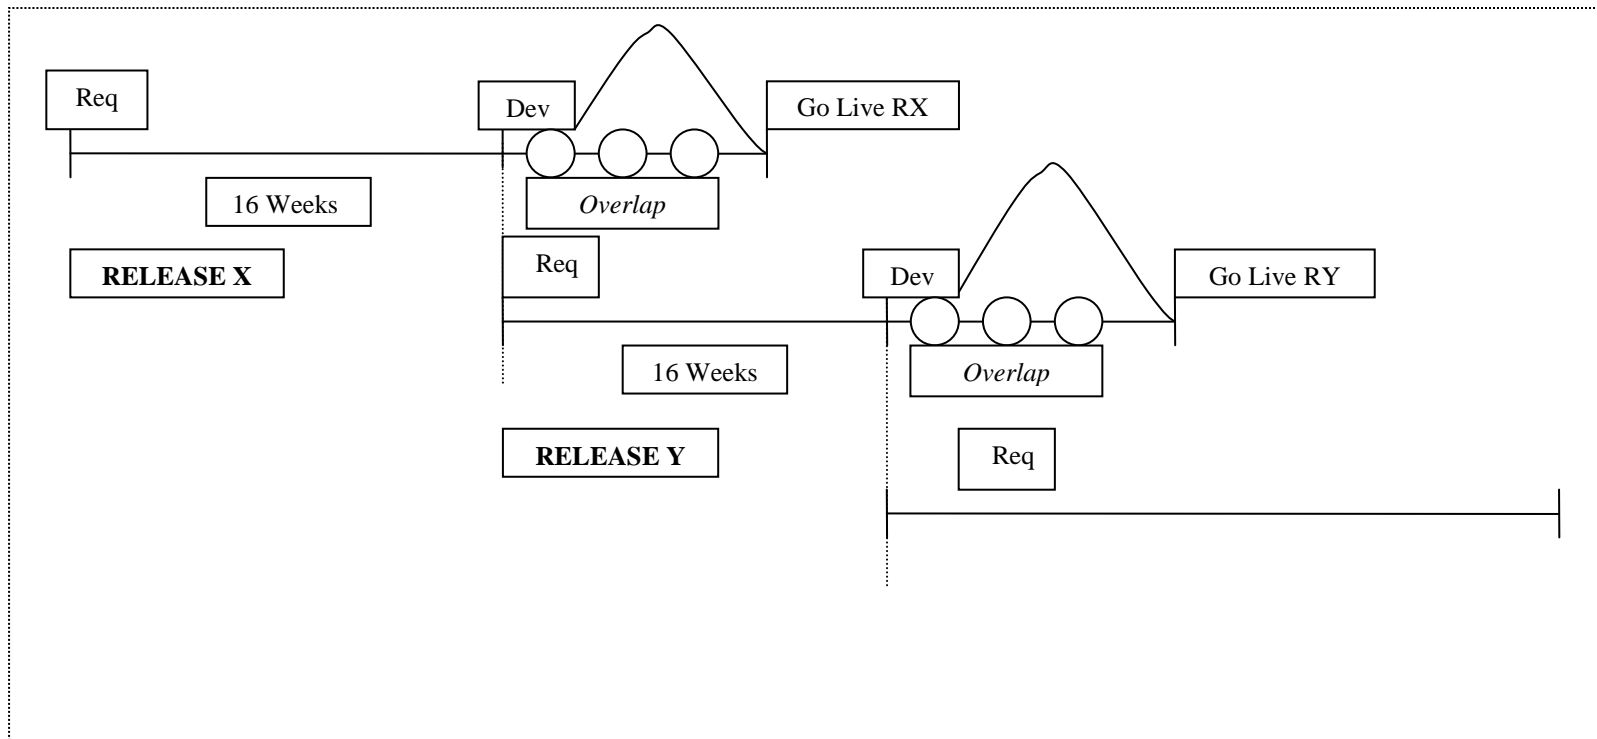 Req
Dev
Go Live RX
16 Weeks
Overlap
RELEASE X
Req
Dev
Go Live RY
16 Weeks
Overlap
RELEASE Y
Req